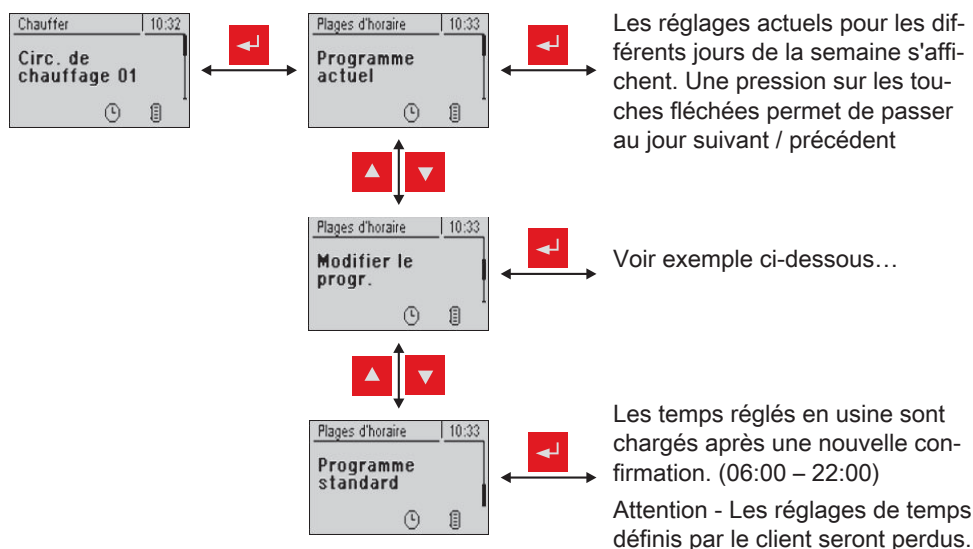 Chauffer 10:32
Circ. de
chauffage 01
Plages d'horaire 10:33
Programme
actuel
Les réglages actuels pour les dif-
férents jours de la semaine s'affi-
chent. Une pression sur les tou-
ches fléchées permet de passer
au jour suivant / précédent
Plages d'horaire 10:33
Modifier le
progr.
Voir exemple ci-dessous…
Plages d'horaire 10:33
Programme
standard
Les temps réglés en usine sont
chargés après une nouvelle con-
firmation. (06:00 – 22:00)
Attention - Les réglages de temps
définis par le client seront perdus.